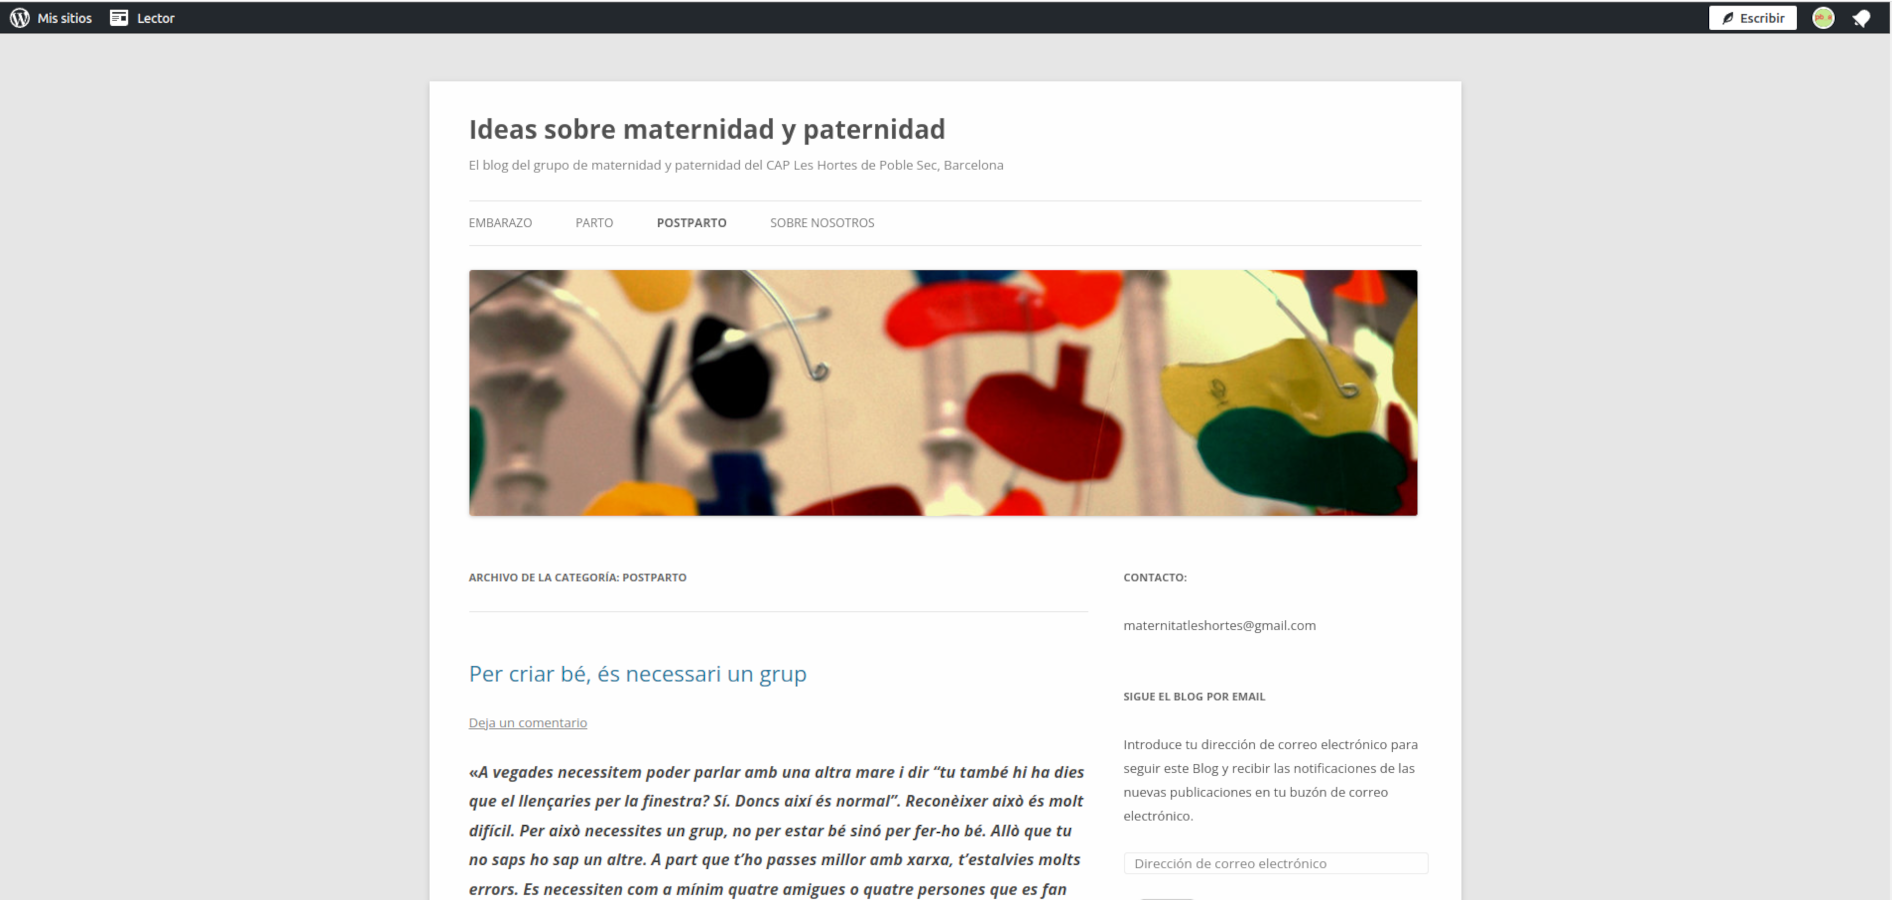 Mis sitios
Lector
Escribir
Ideas sobre maternidad y paternidad
El blog del grupo de maternidad y paternidad del CAP Les Hortes de Poble Sec, Barcelona
EMBARAZO
PARTO
POSTPARTO
SOBRE NOSOTROS
ARCHIVO DE LA CATEGORÍA: POSTPARTO
Per criar bé, és necessari un grup
Deja un comentario
«A vegades necessitem poder parlar amb una altra mare i dir “tu també hi ha dies
que el llençaries per la finestra? Sí. Doncs així és normal”. Reconèixer això és molt
difícil. Per això necessites un grup, no per estar bé sinó per fer-ho bé. Allò que tu
no saps ho sap un altre. A part que t’ho passes millor amb xarxa, t’estalvies molts
errors. Es necessiten com a mínim quatre amigues o quatre persones que es fan
CONTACTO:
maternitatleshortes@gmail.com
SIGUE EL BLOG POR EMAIL
Introduce tu dirección de correo electrónico para
seguir este Blog y recibir las notificaciones de las
nuevas publicaciones en tu buzón de correo
electrónico.
Dirección de correo electrónico